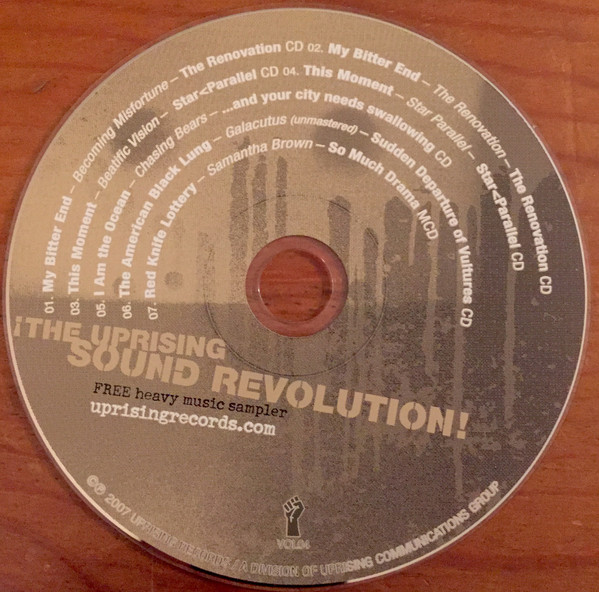 01. My Bitter End – Becoming Misfortune – The Renovation CD 02. My Bitter End – The Renovation – The Renovation CD
03. This Moment – Beatific Vision – Star<Parallel CD 04. This Moment – Star Parallel – Star<Parallel CD
05. I Am the Ocean – Chasing Bears – ...and your city needs swallowing CD
06. The American Black Lung – Galacutus (unmastered) – Sudden Departure of Vultures CD
07. Red Knife Lottery – Samantha Brown – So Much Drama MCD
¡THE UPRISING
SOUND REVOLUTION!
FREE heavy music sampler
uprisingrecords.com
VOL.04
©℗ 2007 UPRISING RECORDS / A DIVISION OF UPRISING COMMUNICATIONS GROUP